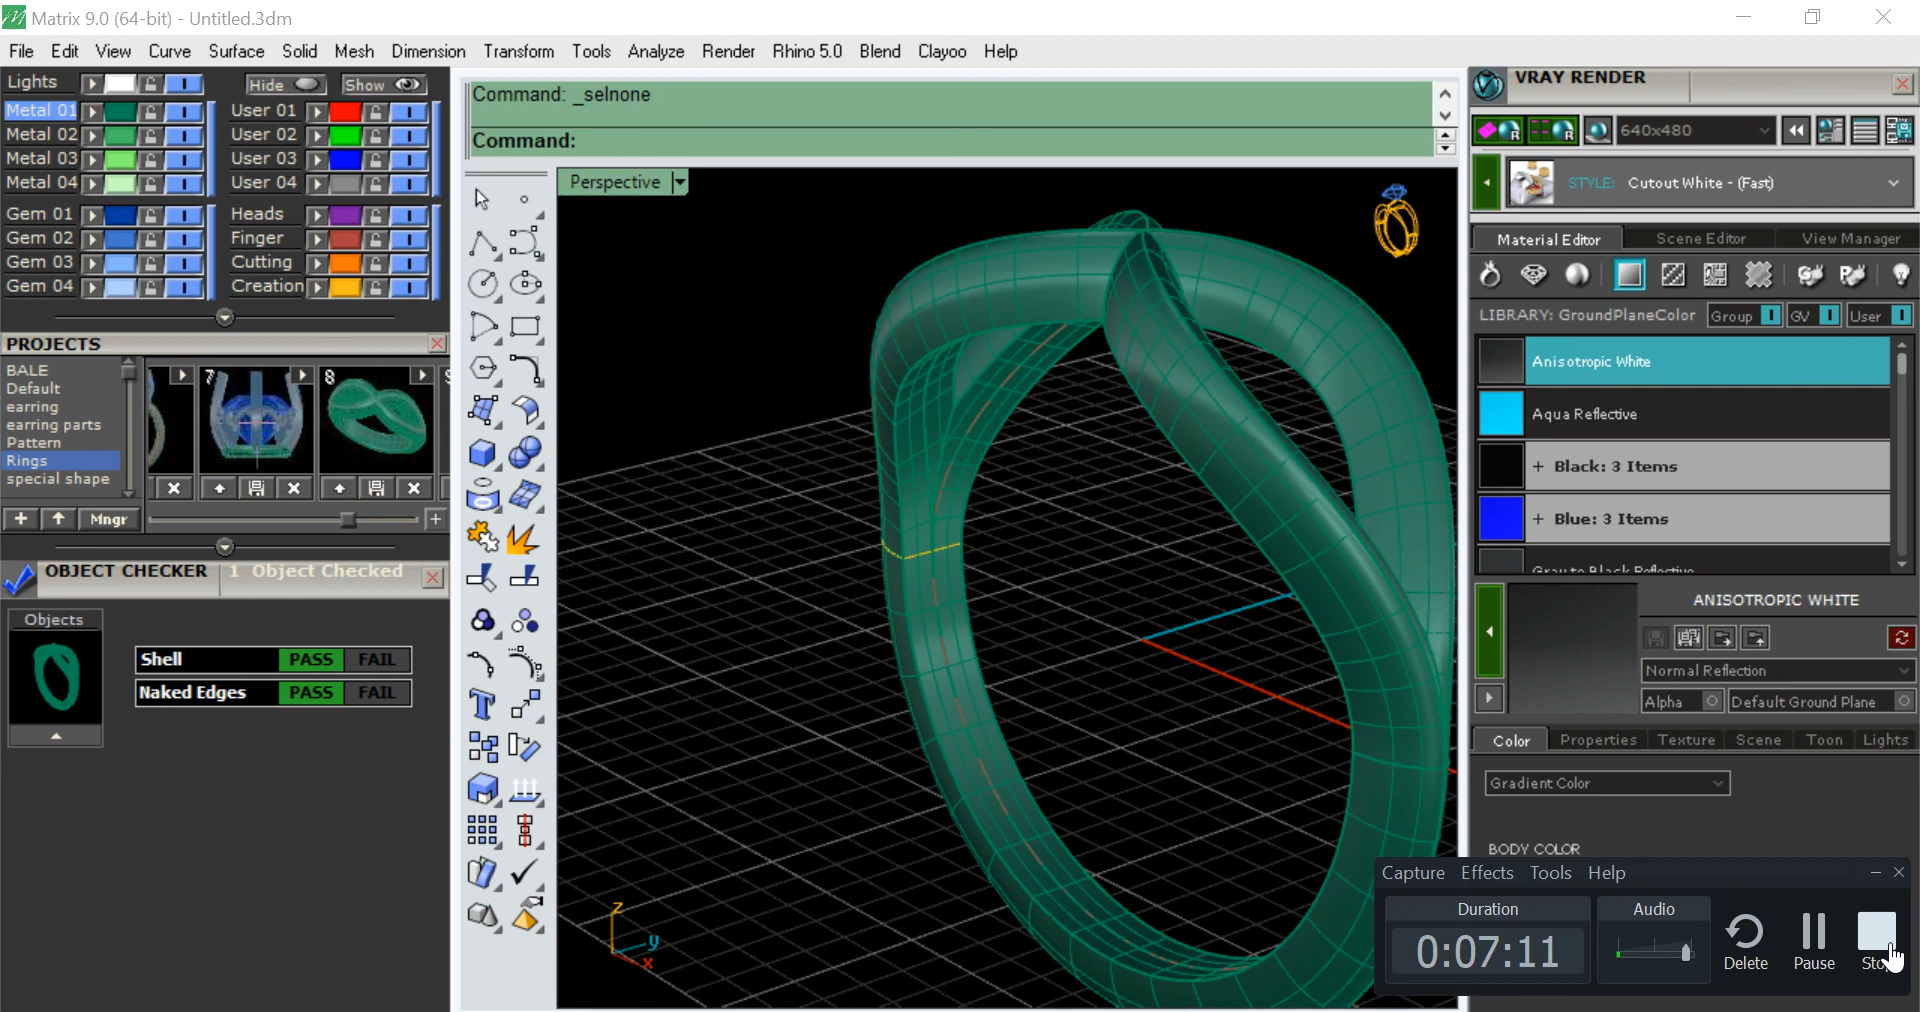 Matrix 9.0 (64-bit) - Untitled.3dm
File Edit View Curve Surface Solid Mesh Dimension Transform Tools Analyze Render Rhino 5.0 Blend Clayoo Help
Lights Hide Show
Metal 01 User 01
Metal 02 User 02
Metal 03 User 03
Metal 04 User 04
Gem 01 Heads
Gem 02 Finger
Gem 03 Cutting
Gem 04 Creation
PROJECTS
BALE
Default
earring
earring parts
Pattern
Rings
special shape
7
8
Mngr
OBJECT CHECKER 1 Object Checked
Objects
Shell PASS FAIL
Naked Edges PASS FAIL
Command: _selnone
Command:
Perspective
z
y
x
VRAY RENDER
640x480
STYLE: Cutout White - (Fast)
Material Editor Scene Editor View Manager
LIBRARY: GroundPlaneColor Group GV User
Anisotropic White
Aqua Reflective
+ Black: 3 Items
+ Blue: 3 Items
ANISOTROPIC WHITE
Normal Reflection
Alpha Default Ground Plane
Color Properties Texture Scene Toon Lights
Gradient Color
BODY COLOR
Capture Effects Tools Help
Duration Audio
0:07:11
Delete Pause